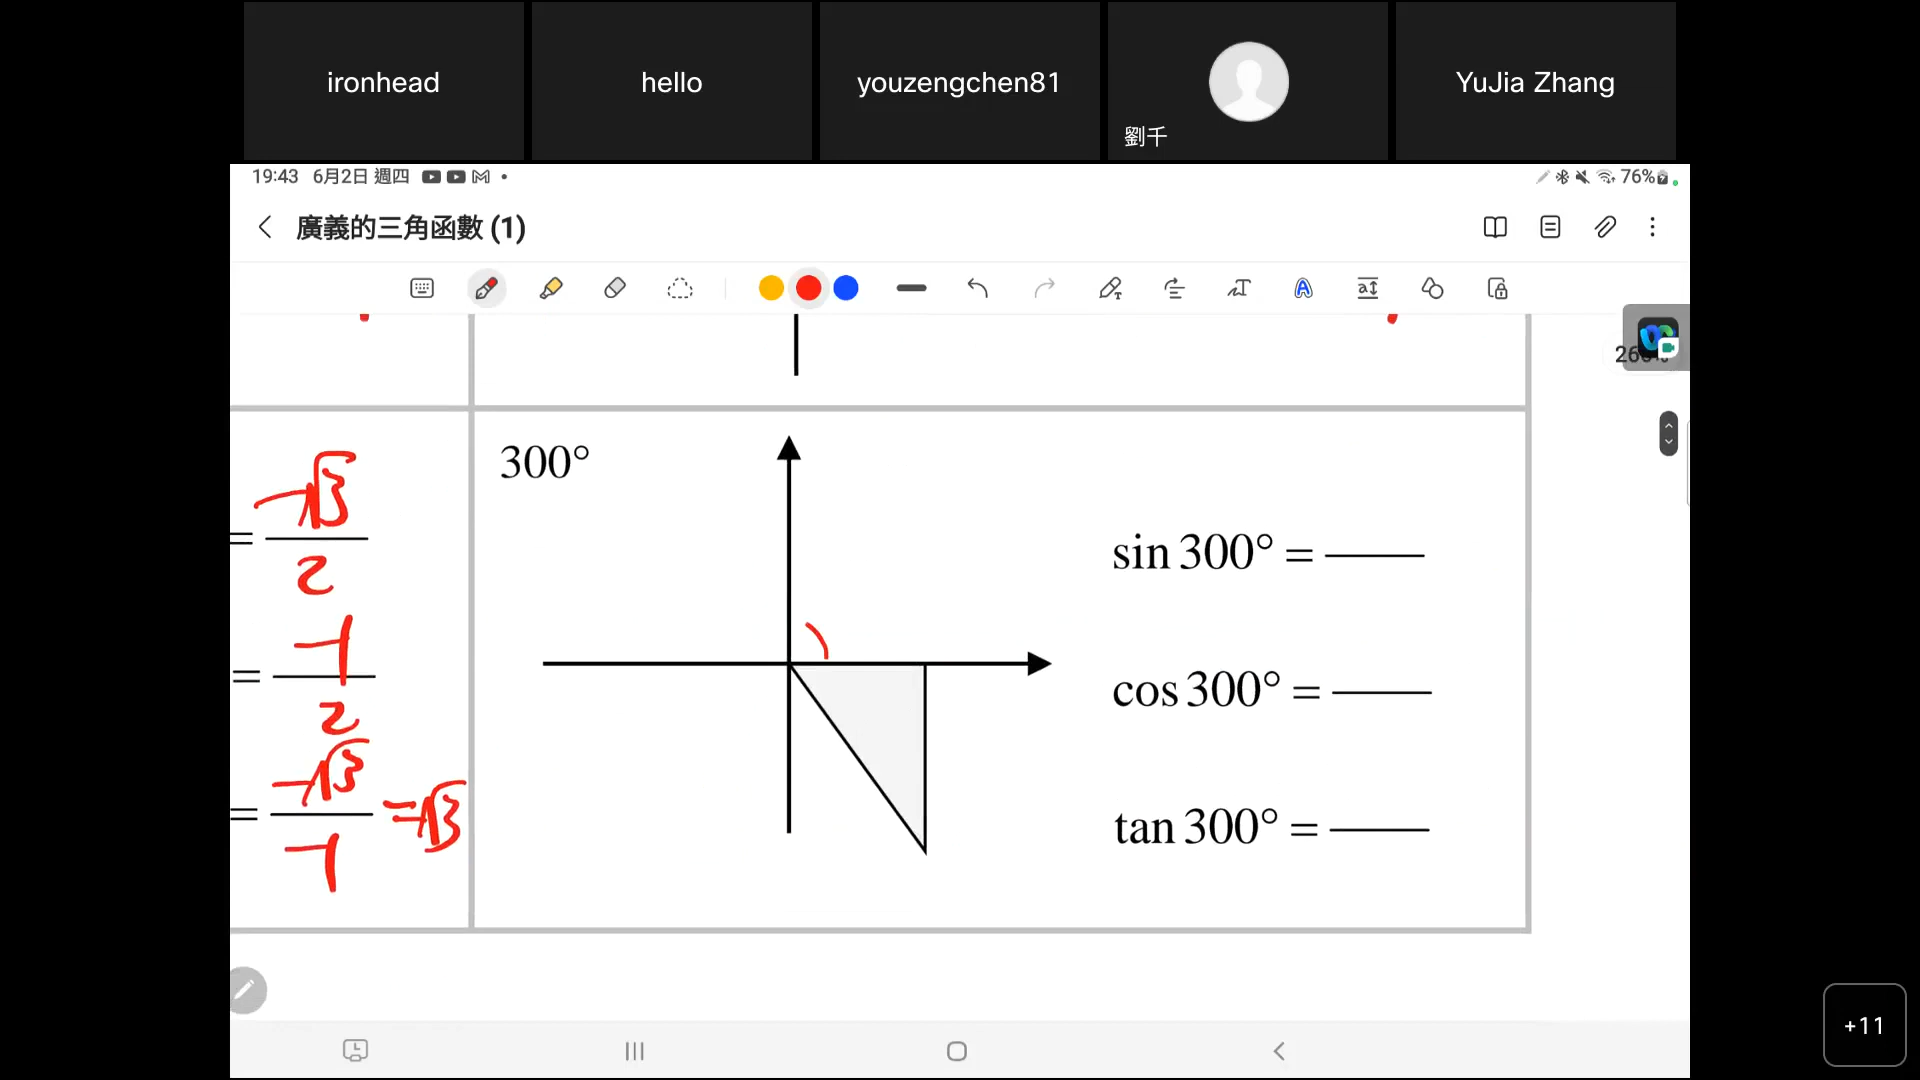 ironhead
hello
youzengchen81
劉千
YuJia Zhang
19:43 6月2日 週四
76%
廣義的三角函數 (1)
300°
= -√3/2
= -1/2
= -√3/-1 = √3
sin 300° = ——
cos 300° = ——
tan 300° = ——
+11